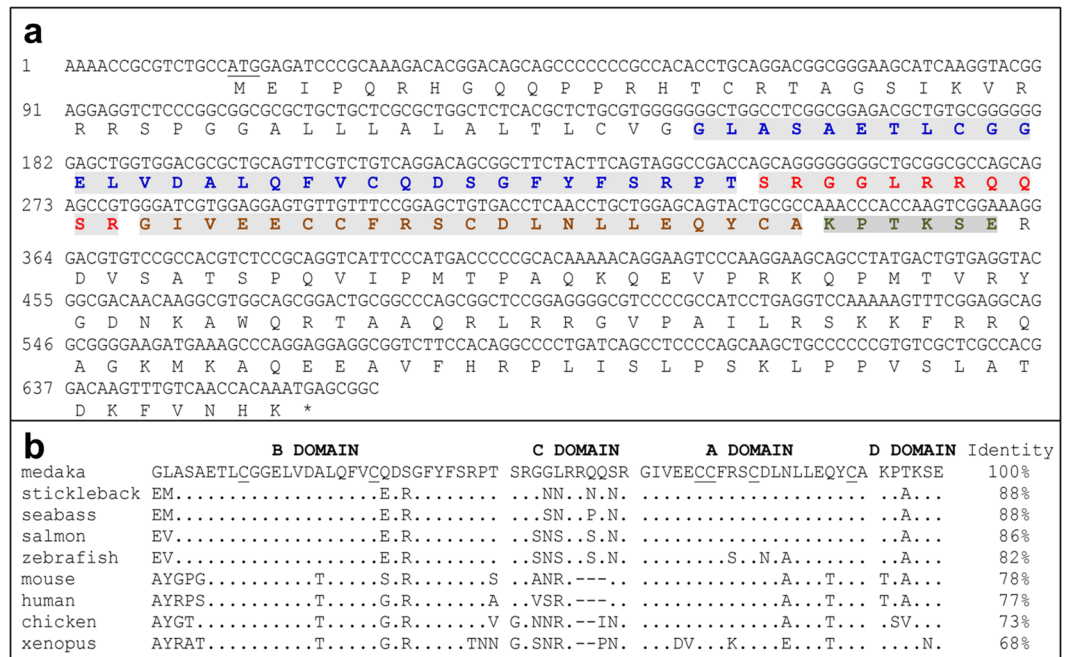 a
1 AAAACCGCGTCTGCCATGGAGATCCCGCAAAGACACGGACAGCAGCCCCCCCGCCACACCTGCAGGACGGCGGGAAGCATCAAGGTACGG
M E I P Q R H G Q Q P P R H T C R T A G S I K V R
91 AGGAGGTCTCCCGGCGGCGCGCTGCTGCTCGCGCTGGCTCTCACGCTCTGCGTGGGGGGGCTGGCCTCGGCGGAGACGCTGTGCGGGGGG
R R S P G G A L L L A L A L T L C V G G L A S A E T L C G G
182 GAGCTGGTGGACGCGCTGCAGTTCGTCTGTCAGGACAGCGGCTTCTACTTCAGTAGGCCGACCAGCAGGGGGGGGCTGCGGCGCCAGCAG
E L V D A L Q F V C Q D S G F Y F S R P T S R G G L R R Q Q
273 AGCCGTGGGATCGTGGAGGAGTGTTGTTTCCGGAGCTGTGACCTCAACCTGCTGGAGCAGTACTGCGCCAAACCCACCAAGTCGGAAAGG
S R G I V E E C C F R S C D L N L L E Q Y C A K P T K S E R
364 GACGTGTCCGCCACGTCTCCGCAGGTCATTCCCATGACCCCCGCACAAAAACAGGAAGTCCCAAGGAAGCAGCCTATGACTGTGAGGTAC
D V S A T S P Q V I P M T P A Q K Q E V P R K Q P M T V R Y
455 GGCGACAACAAGGCGTGGCAGCGGACTGCGGCCCAGCGGCTCCGGAGGGGCGTCCCCGCCATCCTGAGGTCCAAAAAGTTTCGGAGGCAG
G D N K A W Q R T A A Q R L R R G V P A I L R S K K F R R Q
546 GCGGGGAAGATGAAAGCCCAGGAGGAGGCGGTCTTCCACAGGCCCCTGATCAGCCTCCCCAGCAAGCTGCCCCCCGTGTCGCTCGCCACG
A G K M K A Q E E A V F H R P L I S L P S K L P P V S L A T
637 GACAAGTTTGTCAACCACAAATGAGCGGC
D K F V N H K *
b B DOMAIN C DOMAIN A DOMAIN D DOMAIN Identity
medaka GLASAETLCGGELVDALQFVCQDSGFYFSRPT SRGGLRRQQSR GIVEECCFRSCDLNLLEQYCA KPTKSE 100%
stickleback EM...................E.R........ ...NN..N.N. ..................... ..A... 88%
seabass EM...................E.R........ ...SN..P.N. ..................... ..A... 88%
salmon EV...................E.R........ ..SNS..S.N. ..................... ..A... 86%
zebrafish EV...................E.R........ ..SNS..S.N. ........S..N.A....... ..A... 82%
mouse AYGPG..........T.....S.R.......S ..ANR.---.. .............A...T... T.A... 78%
human AYRPS..........T.....G.R.......A ..VSR.---.. .............A...T... T.A... 77%
chicken AYGT...........T.....G.R.......V G.SNR..--IN. .............A...T... .SV... 73%
xenopus AYRAT..........T.....G.R.....TNN G.SNR..--PN. ...DV...K....E...T... ....N. 68%